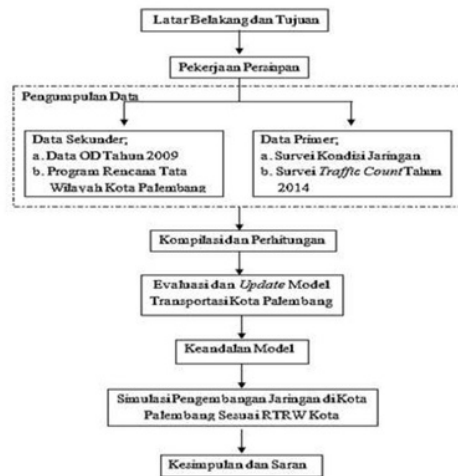 Latar Belakang dan Tujuan
Pekerjaan Persiapan
Pengumpulan Data
Data Sekunder;
a. Data OD Tahun 2009
b. Program Rencana Tata
Wilayah Kota Palembang
Data Primer;
a. Survei Kondisi Jaringan
b. Survei Traffic Count Tahun
2014
Kompilasi dan Perhitungan
Evaluasi dan Update Model
Transportasi Kota Palembang
Keandalan Model
Simulasi Pengembangan Jaringan di Kota
Palembang Sesuai RTRW Kota
Kesimpulan dan Saran